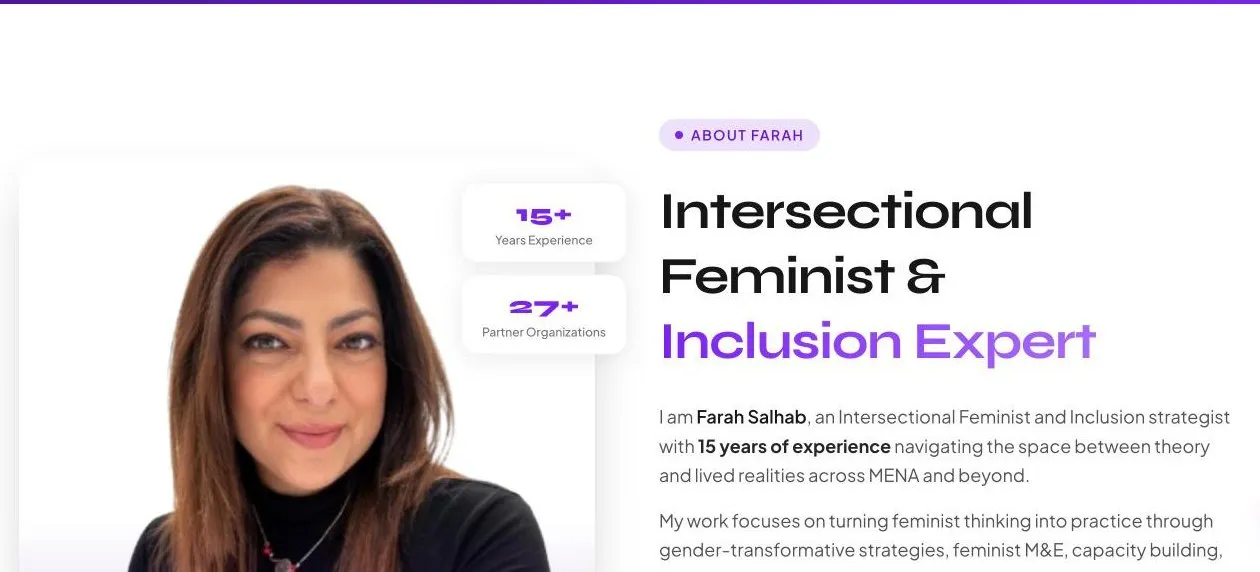 ABOUT FARAH
15+
Years Experience
27+
Partner Organizations
Intersectional
Feminist &
Inclusion Expert
I am Farah Salhab, an Intersectional Feminist and Inclusion strategist
with 15 years of experience navigating the space between theory
and lived realities across MENA and beyond.
My work focuses on turning feminist thinking into practice through
gender-transformative strategies, feminist M&E, capacity building,